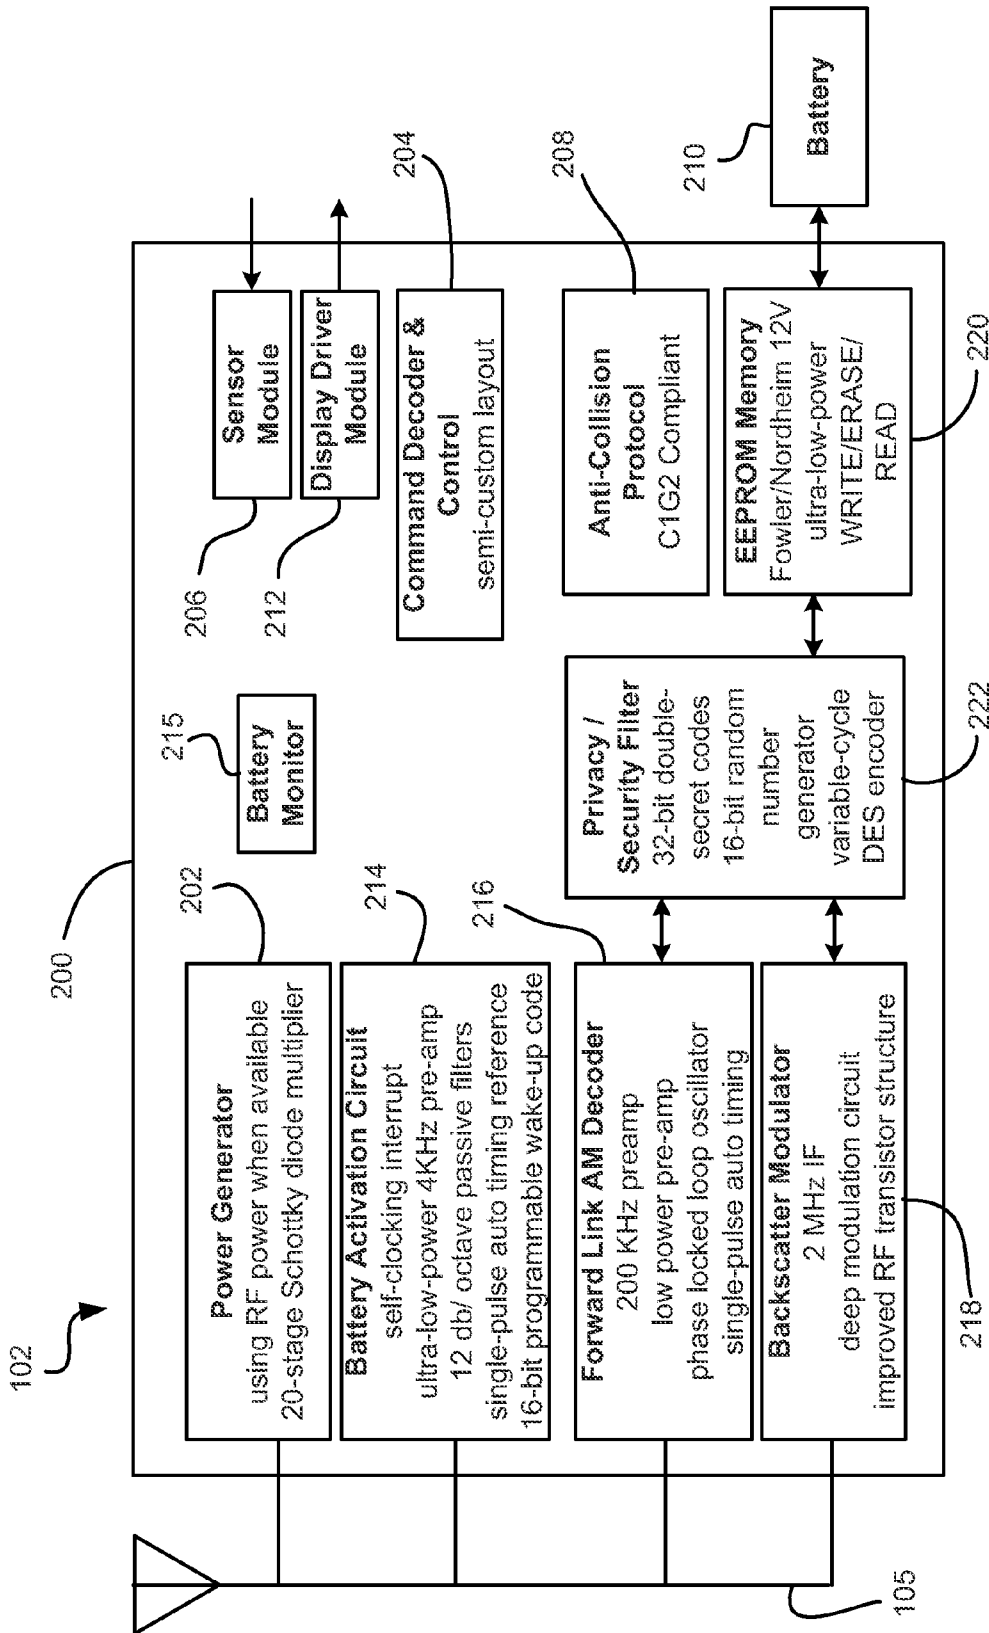 102
200
105
Power Generator
using RF power when available
20-stage Schottky diode multiplier
202
Battery Activation Circuit
self-clocking interrupt
ultra-low-power 4KHz pre-amp
12 db/ octave passive filters
single-pulse auto timing reference
16-bit programmable wake-up code
214
Forward Link AM Decoder
200 KHz preamp
low power pre-amp
phase locked loop oscillator
single-pulse auto timing
216
Backscatter Modulator
2 MHz IF
deep modulation circuit
improved RF transistor structure
218
Battery
Monitor
215
Privacy /
Security Filter
32-bit double-
secret codes
16-bit random
number
generator
variable-cycle
DES encoder
222
Sensor
Module
206
Display Driver
Module
212
Command Decoder &
Control
semi-custom layout
204
Anti-Collision
Protocol
C1G2 Compliant
208
EEPROM Memory
Fowler/Nordheim 12V
ultra-low-power
WRITE/ERASE/
READ
220
Battery
210